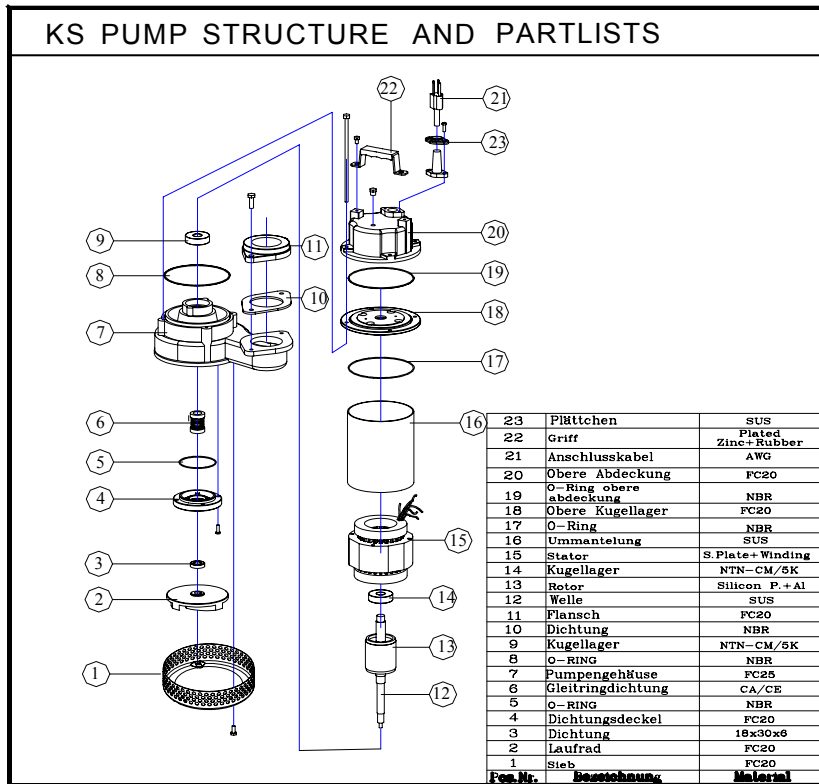 KS PUMP STRUCTURE AND PARTLISTS
22
21
23
9
11
20
8
10
19
7
18
17
6
16
5
4
15
3
14
2
13
1
12
23 Plättchen SUS
22 Griff Plated Zinc+Rubber
21 Anschlusskabel AWG
20 Obere Abdeckung FC20
19 O-Ring obere abdeckung NBR
18 Obere Kugellager FC20
17 O-Ring NBR
16 Ummantelung SUS
15 Stator S.Plate+Winding
14 Kugellager NTN-CM/5K
13 Rotor Silicon P.+Al
12 Welle SUS
11 Flansch FC20
10 Dichtung NBR
9 Kugellager NTN-CM/5K
8 O-RING NBR
7 Pumpengehäuse FC25
6 Gleitringdichtung CA/CE
5 O-RING NBR
4 Dichtungsdeckel FC20
3 Dichtung 18x30x6
2 Laufrad FC20
1 Sieb FC20
Pos.Nr. Bezeichnung Material